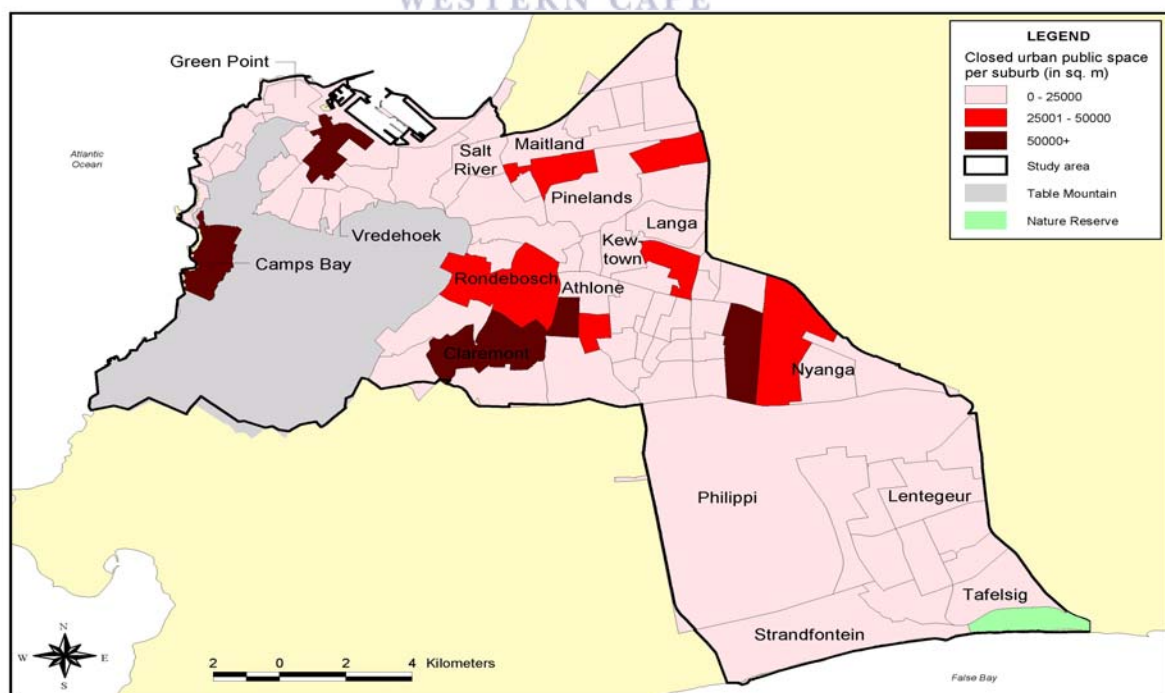 WESTERN CAPE
LEGEND
Closed urban public space
per suburb (in sq. m)
0 - 25000
25001 - 50000
50000+
Study area
Table Mountain
Nature Reserve
Green Point
Atlantic
Ocean
Salt
River
Maitland
Pinelands
Langa
Vredehoek
Kew-
town
Camps Bay
Rondebosch
Athlone
Claremont
Nyanga
Philippi
Lentegeur
Tafelsig
Strandfontein
N
W
E
S
2 0 2 4 Kilometers
False Bay